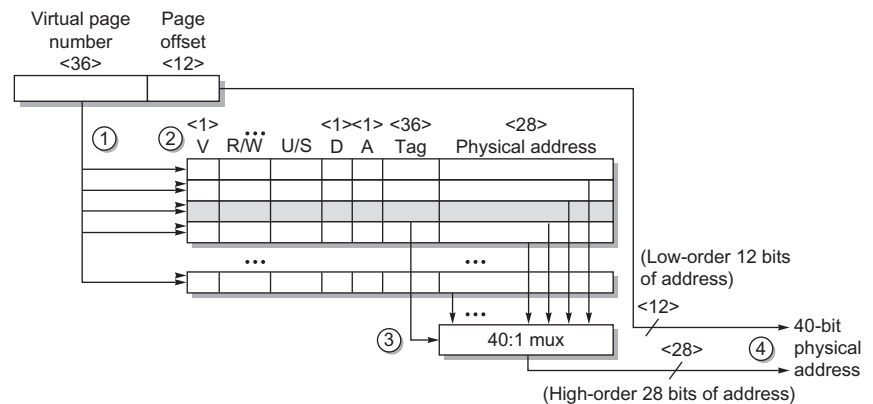 Virtual page
number
<36>
Page
offset
<12>
1
2
<1>
V
R/W
...
U/S
<1>
D
<1>
A
<36>
Tag
<28>
Physical address
...
...
...
3
40:1 mux
(Low-order 12 bits
of address)
<12>
<28>
4
40-bit
physical
address
(High-order 28 bits of address)